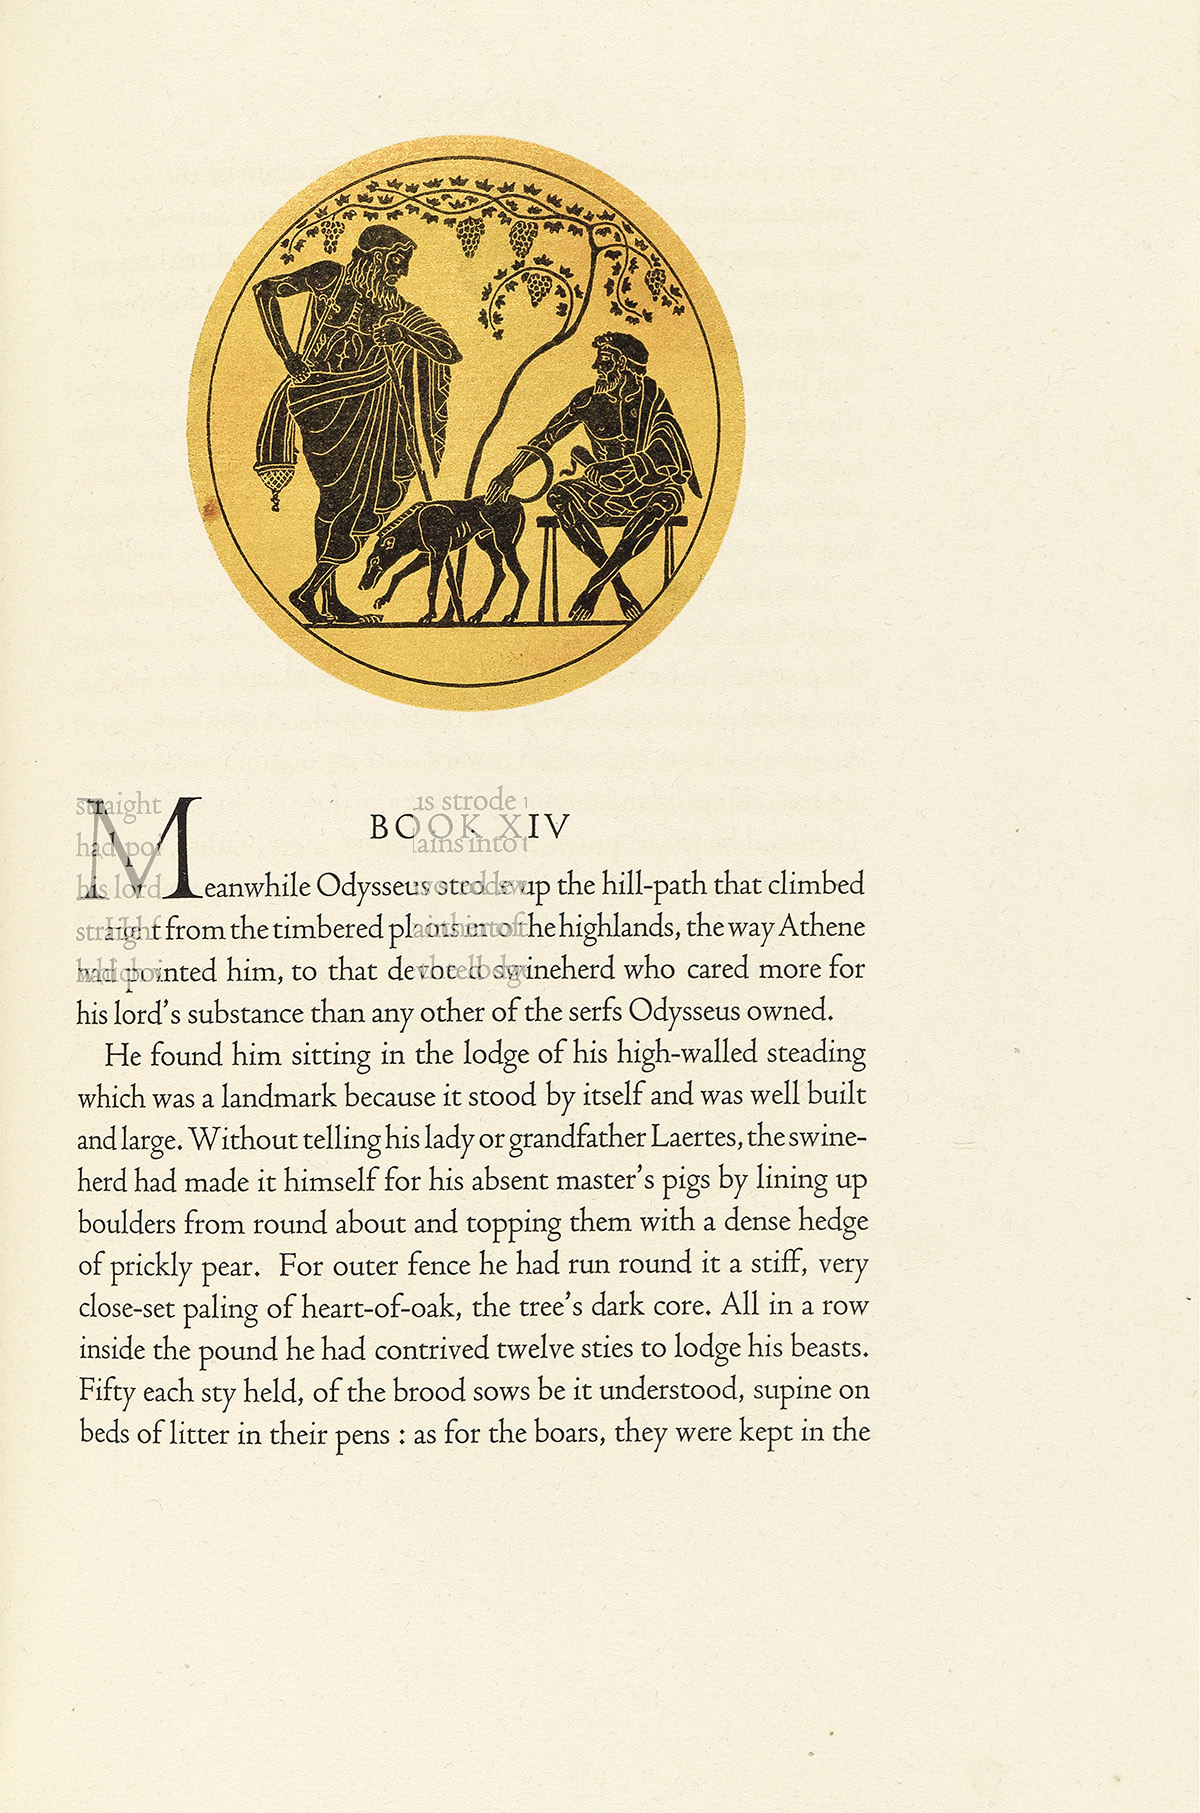 BOOK XIV
Meanwhile Odysseus strode up the hill-path that climbed
straight from the timbered plains into the highlands, the way Athene
had pointed him, to that devoted swineherd who cared more for
his lord's substance than any other of the serfs Odysseus owned.
He found him sitting in the lodge of his high-walled steading
which was a landmark because it stood by itself and was well built
and large. Without telling his lady or grandfather Laertes, the swine-
herd had made it himself for his absent master's pigs by lining up
boulders from round about and topping them with a dense hedge
of prickly pear. For outer fence he had run round it a stiff, very
close-set paling of heart-of-oak, the tree's dark core. All in a row
inside the pound he had contrived twelve sties to lodge his beasts.
Fifty each sty held, of the brood sows be it understood, supine on
beds of litter in their pens : as for the boars, they were kept in the